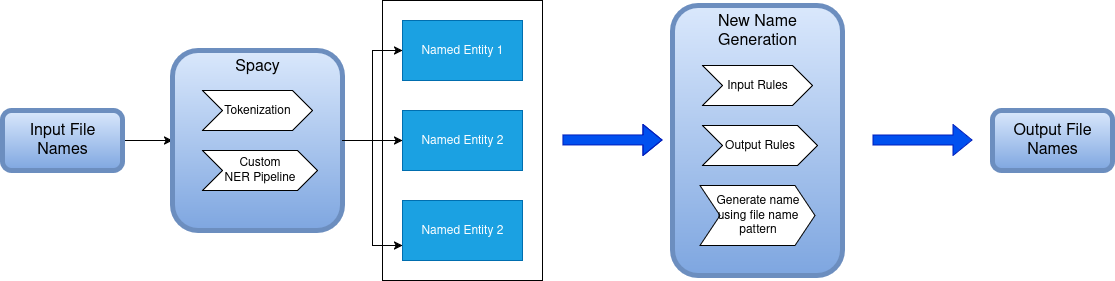 Input File
Names
Spacy
Tokenization
Custom
NER Pipeline
Named Entity 1
Named Entity 2
Named Entity 2
New Name
Generation
Input Rules
Output Rules
Generate name
using file name
pattern
Output File
Names